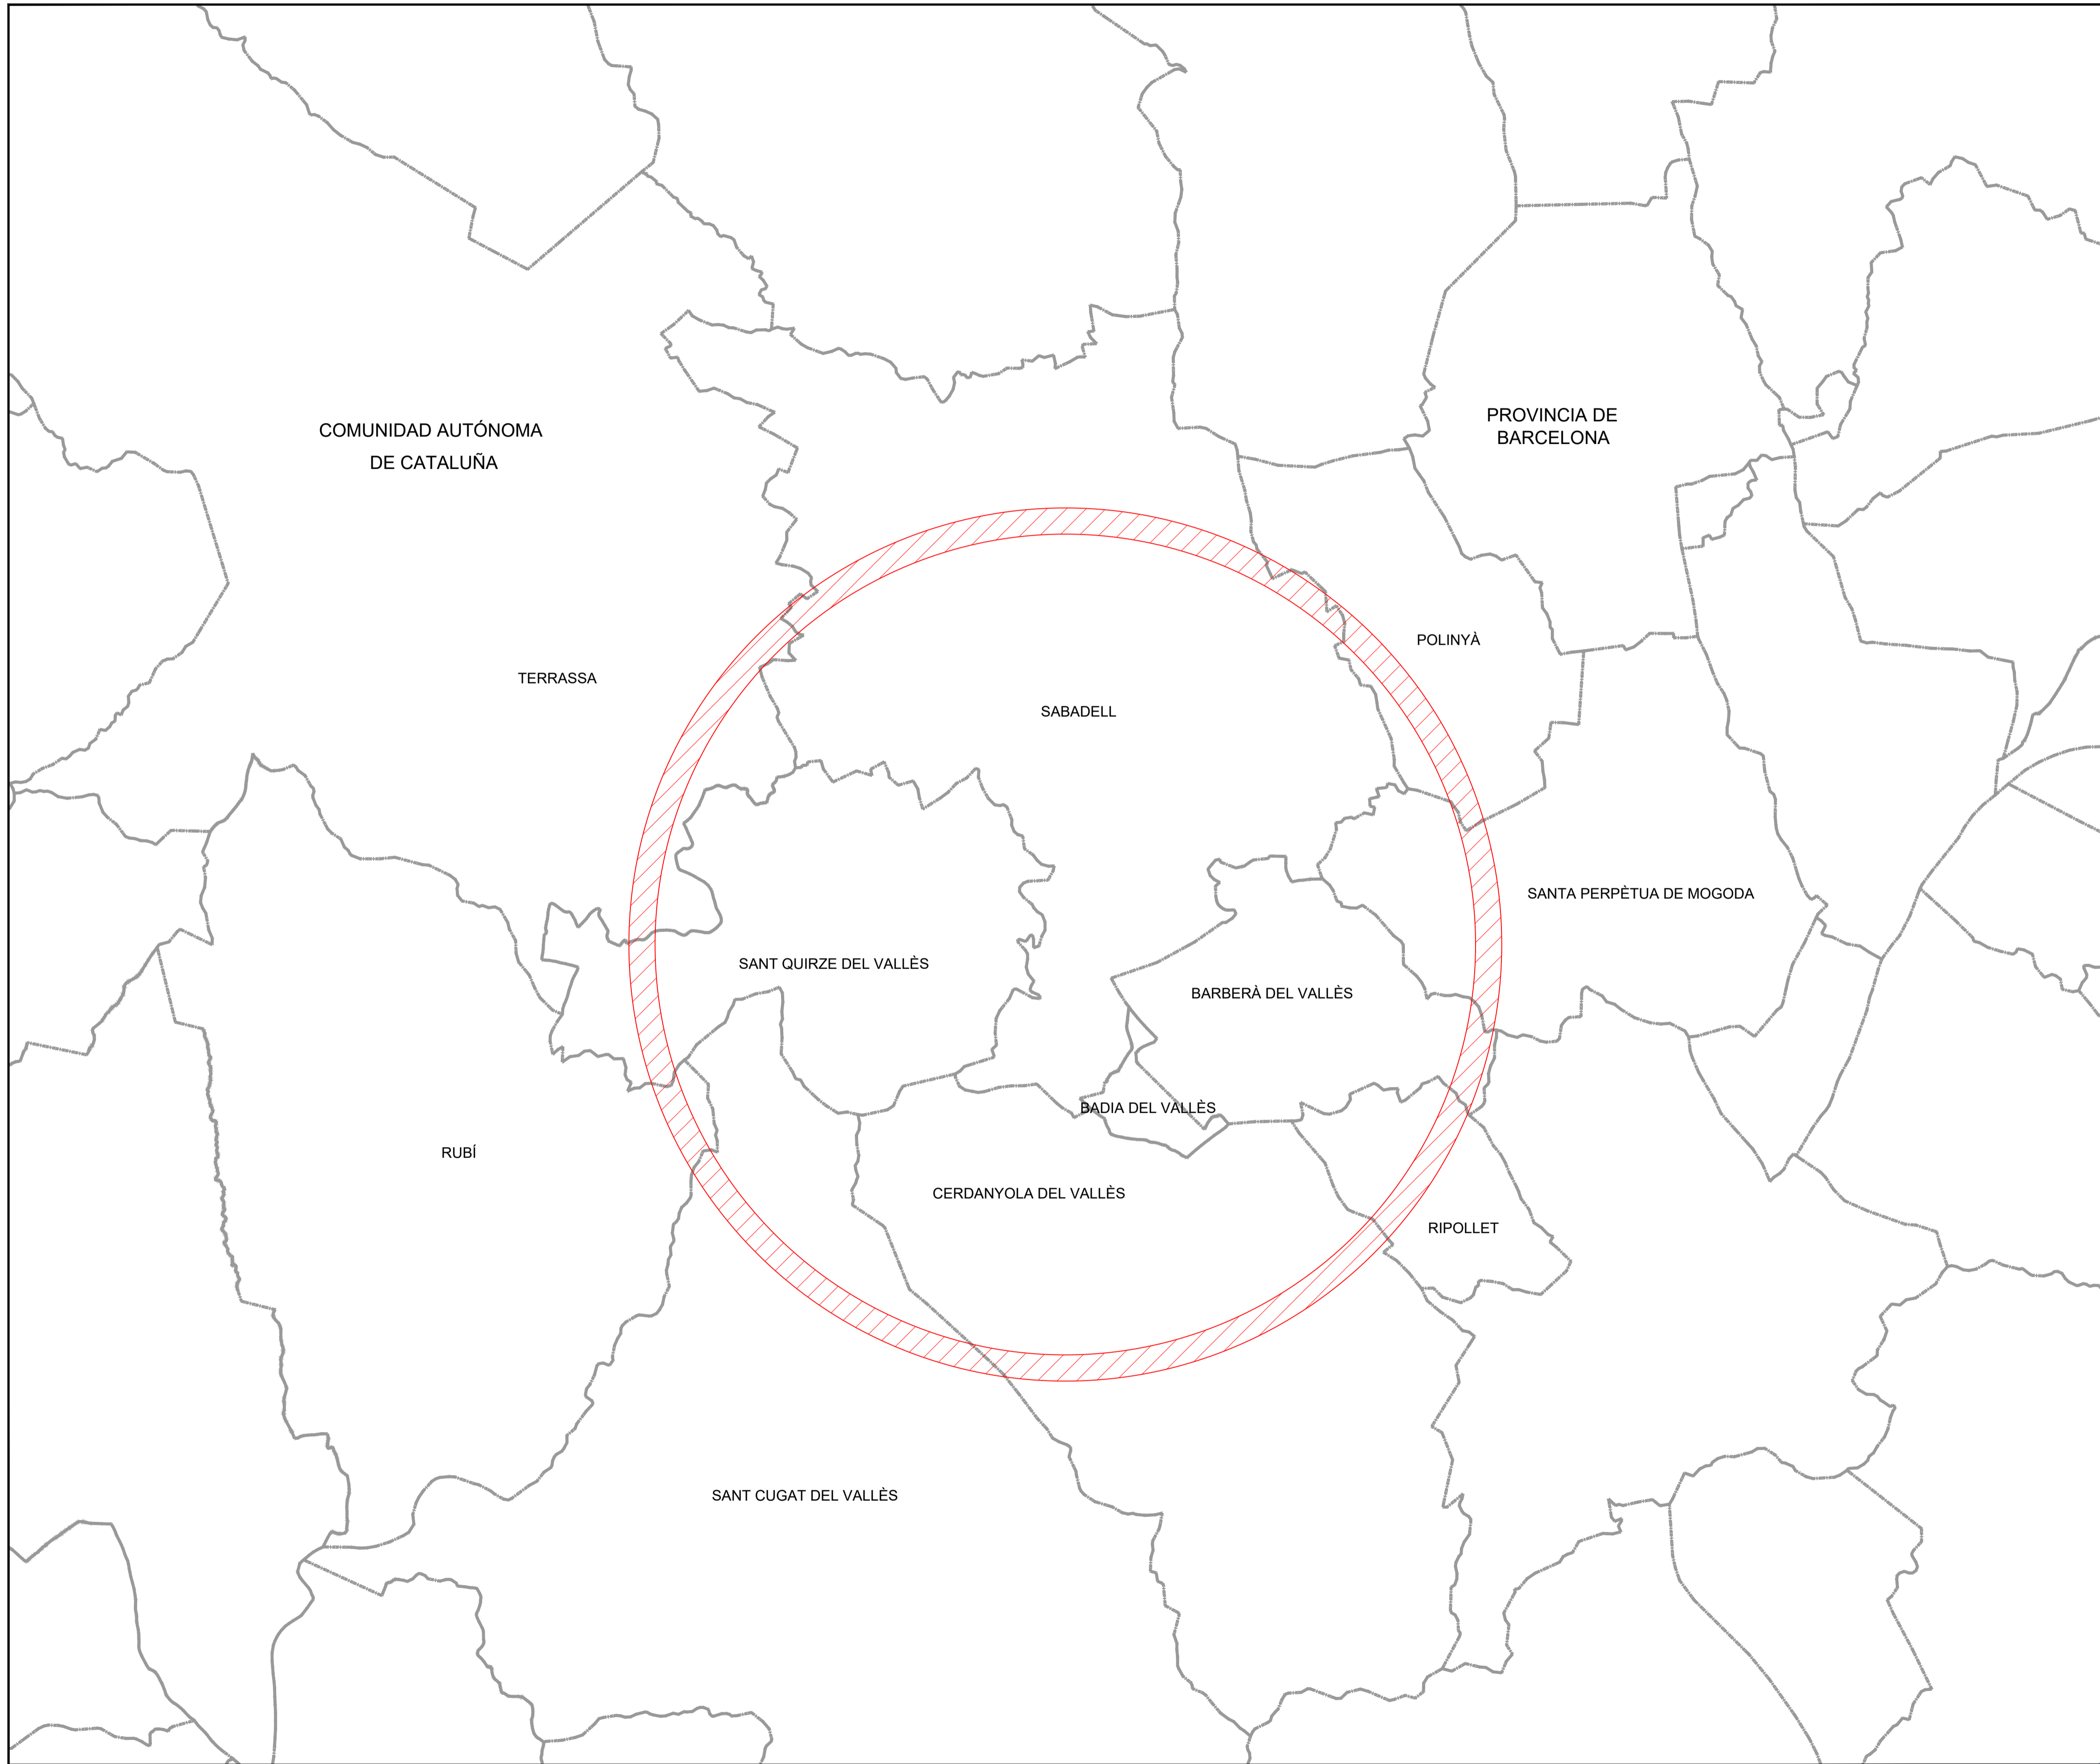 PROVINCIA DE
BARCELONA
COMUNIDAD AUTÓNOMA
DE CATALUÑA
POLINYÀ
TERRASSA
SABADELL
SANTA PERPÈTUA DE MOGODA
SANT QUIRZE DEL VALLÈS
BARBERÀ DEL VALLÈS
BADIA DEL VALLÈS
RUBÍ
CERDANYOLA DEL VALLÈS
RIPOLLET
SANT CUGAT DEL VALLÈS